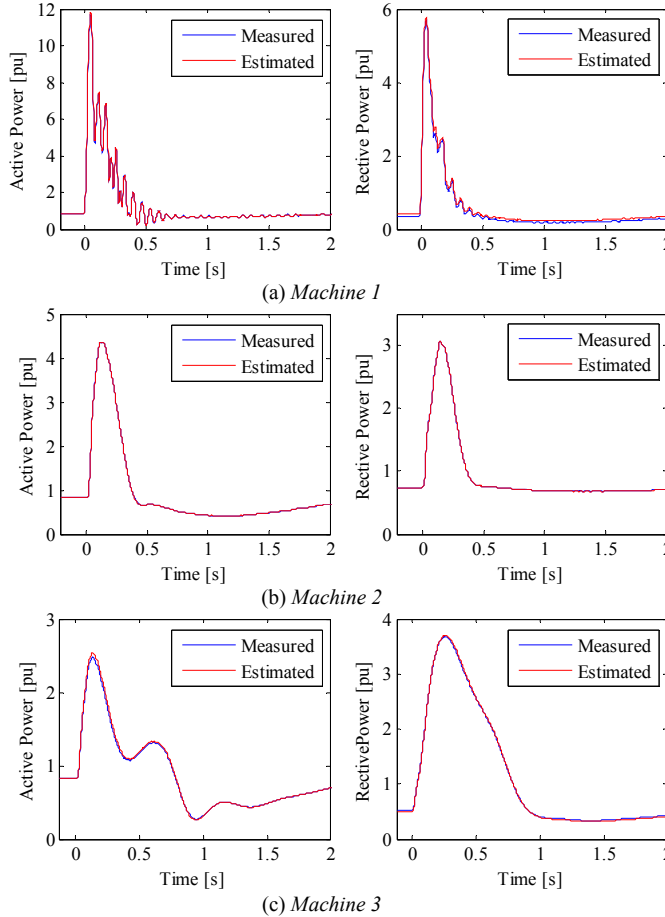 12
10
8
6
4
2
0
Active Power [pu]
Measured
Estimated
0 0.5 1 1.5 2
Time [s]
6
4
2
0
Rective Power [pu]
Measured
Estimated
0 0.5 1 1.5 2
Time [s]
(a) Machine 1
5
4
3
2
1
0
Active Power [pu]
Measured
Estimated
0 0.5 1 1.5 2
Time [s]
3
2
1
0
Rective Power [pu]
Measured
Estimated
0 0.5 1 1.5 2
Time [s]
(b) Machine 2
3
2
1
0
Active Power [pu]
Measured
Estimated
0 0.5 1 1.5 2
Time [s]
4
3
2
1
0
RectivePower [pu]
Measured
Estimated
0 0.5 1 1.5 2
Time [s]
(c) Machine 3